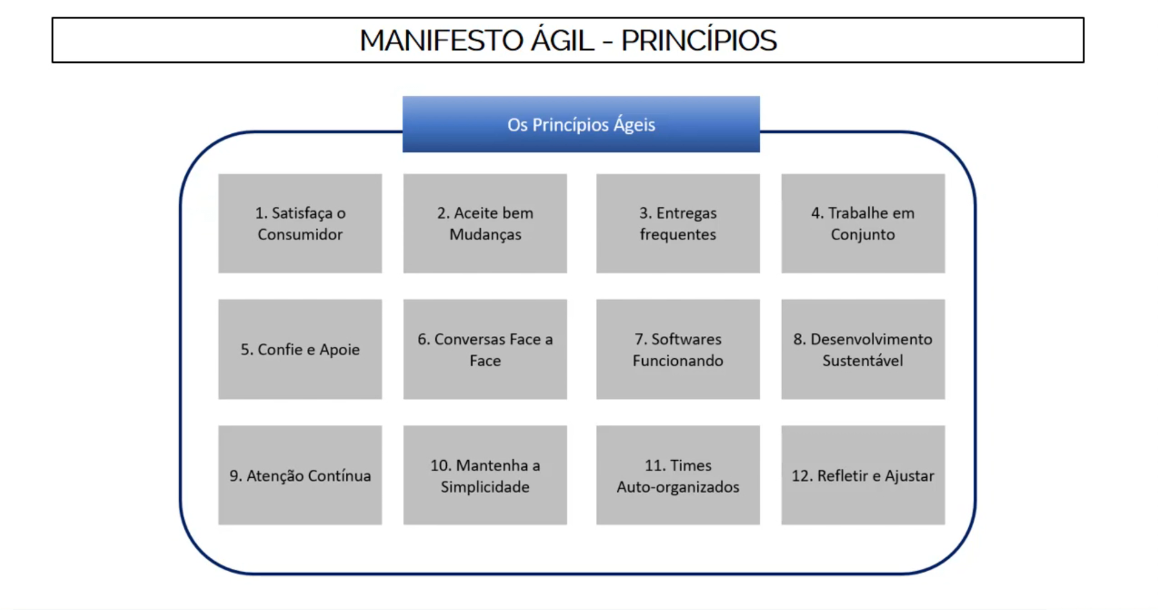 MANIFESTO ÁGIL - PRINCÍPIOS
Os Princípios Ágeis
1. Satisfaça o
Consumidor
2. Aceite bem
Mudanças
3. Entregas
frequentes
4. Trabalhe em
Conjunto
5. Confie e Apoie
6. Conversas Face a
Face
7. Softwares
Funcionando
8. Desenvolvimento
Sustentável
9. Atenção Contínua
10. Mantenha a
Simplicidade
11. Times
Auto-organizados
12. Refletir e Ajustar